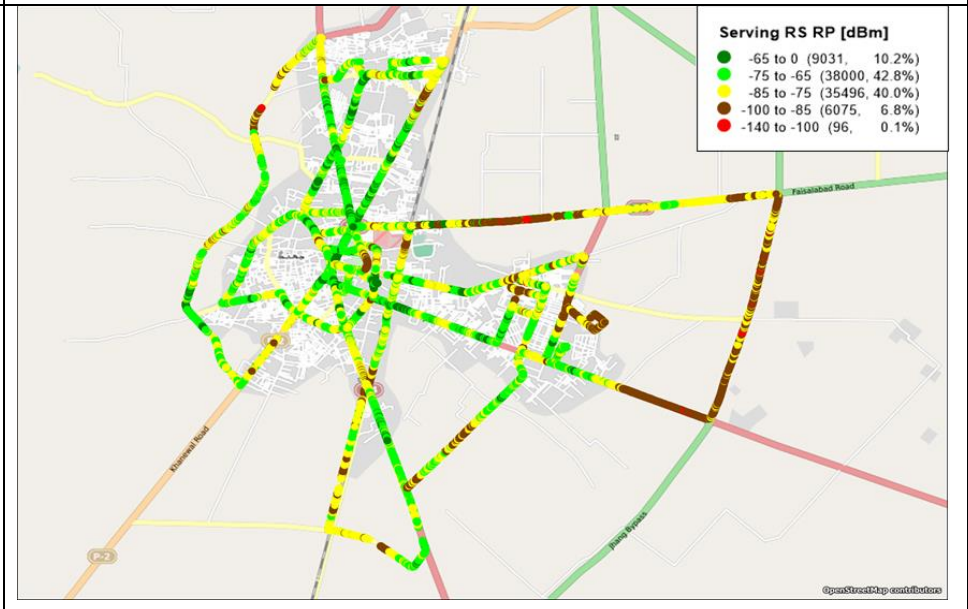 Serving RS RP [dBm]
-65 to 0 (9031, 10.2%)
-75 to -65 (38000, 42.8%)
-85 to -75 (35496, 40.0%)
-100 to -85 (6075, 6.8%)
-140 to -100 (96, 0.1%)
Faisalabad Road
Khanewal Road
Jhang Bypass
OpenStreetMap contributors